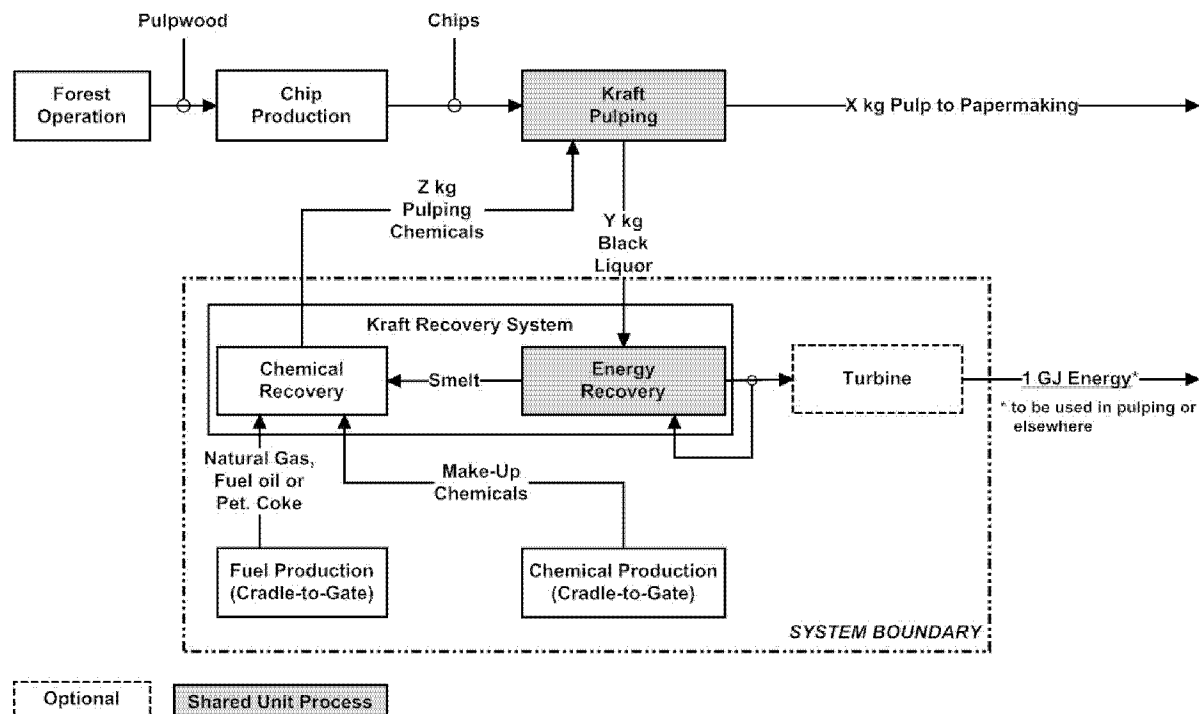 Pulpwood
Chips
Forest
Operation
Chip
Production
Kraft
Pulping
X kg Pulp to Papermaking
Z kg
Pulping
Chemicals
Y kg
Black
Liquor
Kraft Recovery System
Chemical
Recovery
Smelt
Energy
Recovery
Turbine
1 GJ Energy*
* to be used in pulping or
elsewhere
Natural Gas,
Fuel oil or
Pet. Coke
Make-Up
Chemicals
Fuel Production
(Cradle-to-Gate)
Chemical Production
(Cradle-to-Gate)
SYSTEM BOUNDARY
Optional
Shared Unit Process